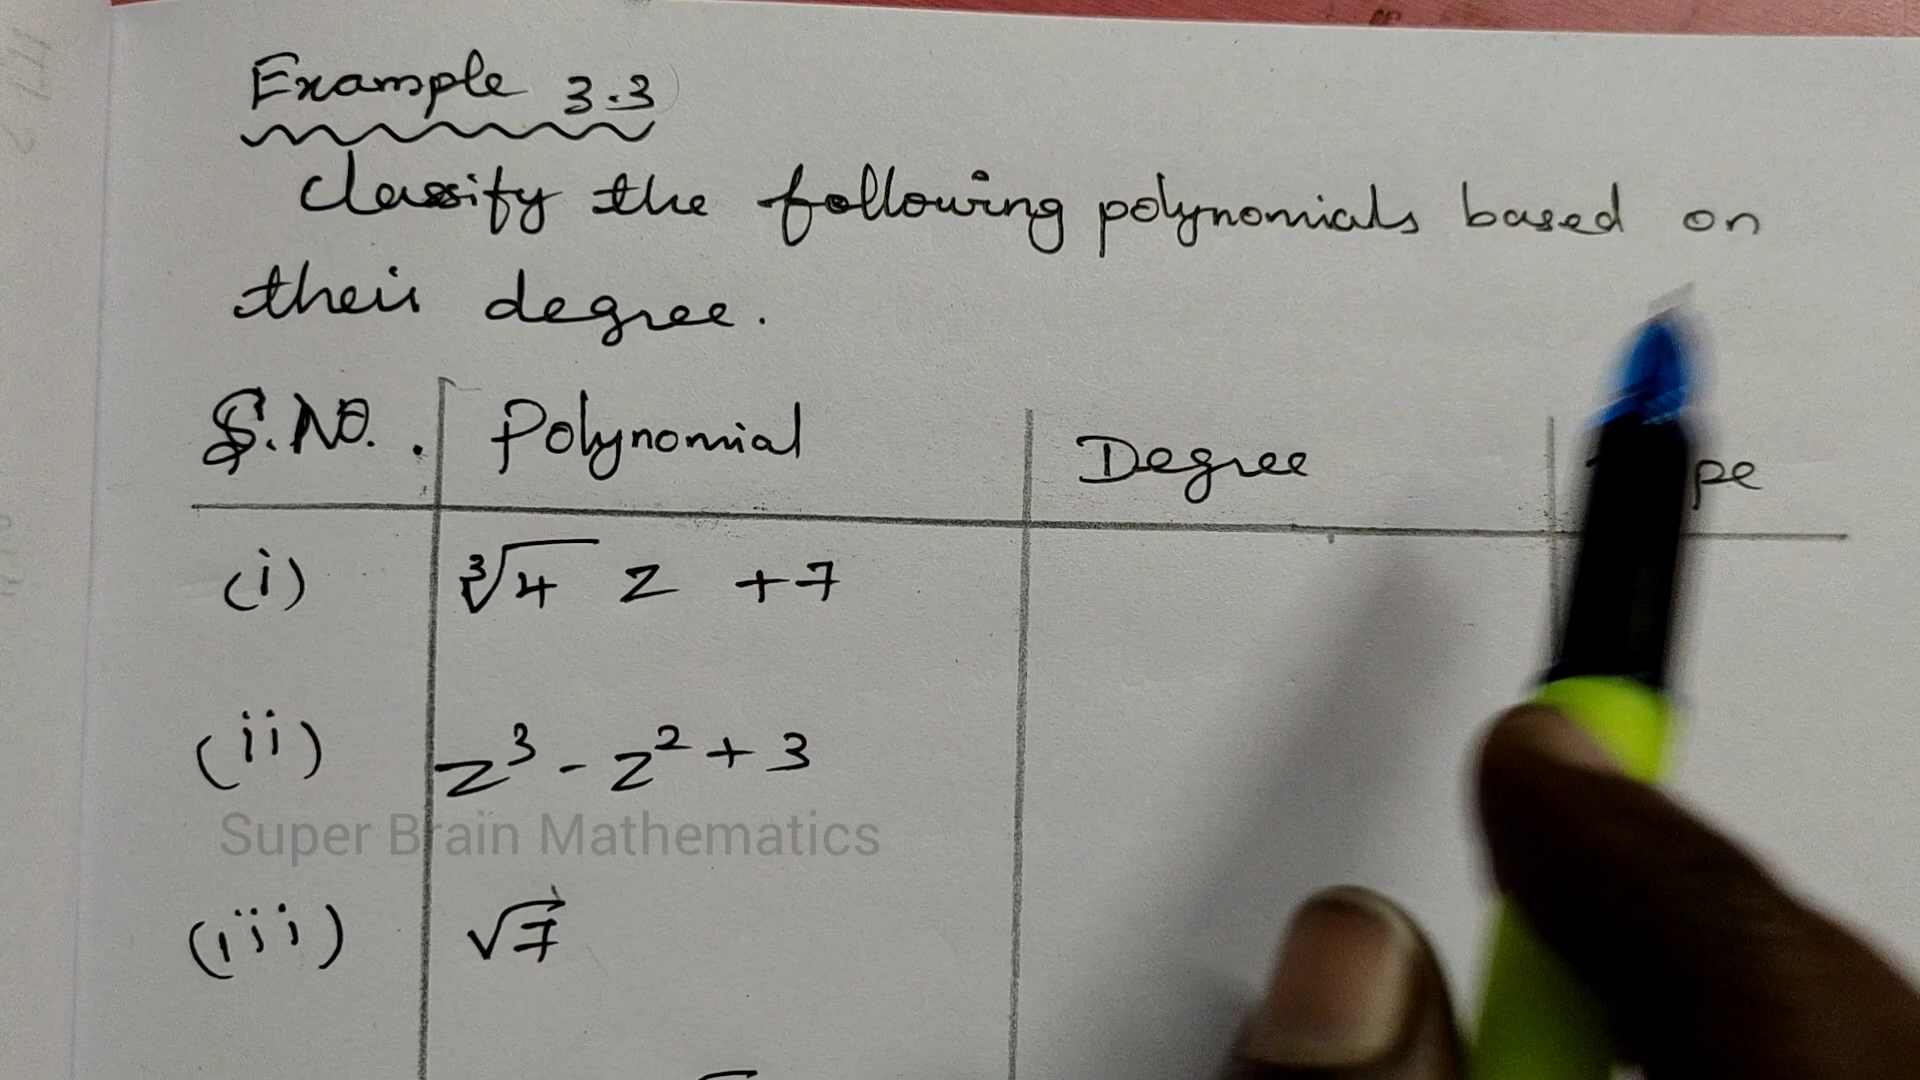 Example 3.3
Classify the following polynomials based on
their degree.
S.No. Polynomial Degree
(i) ∛4 z +7
(ii) z³ - z² + 3
Super Brain Mathematics
(iii) √7